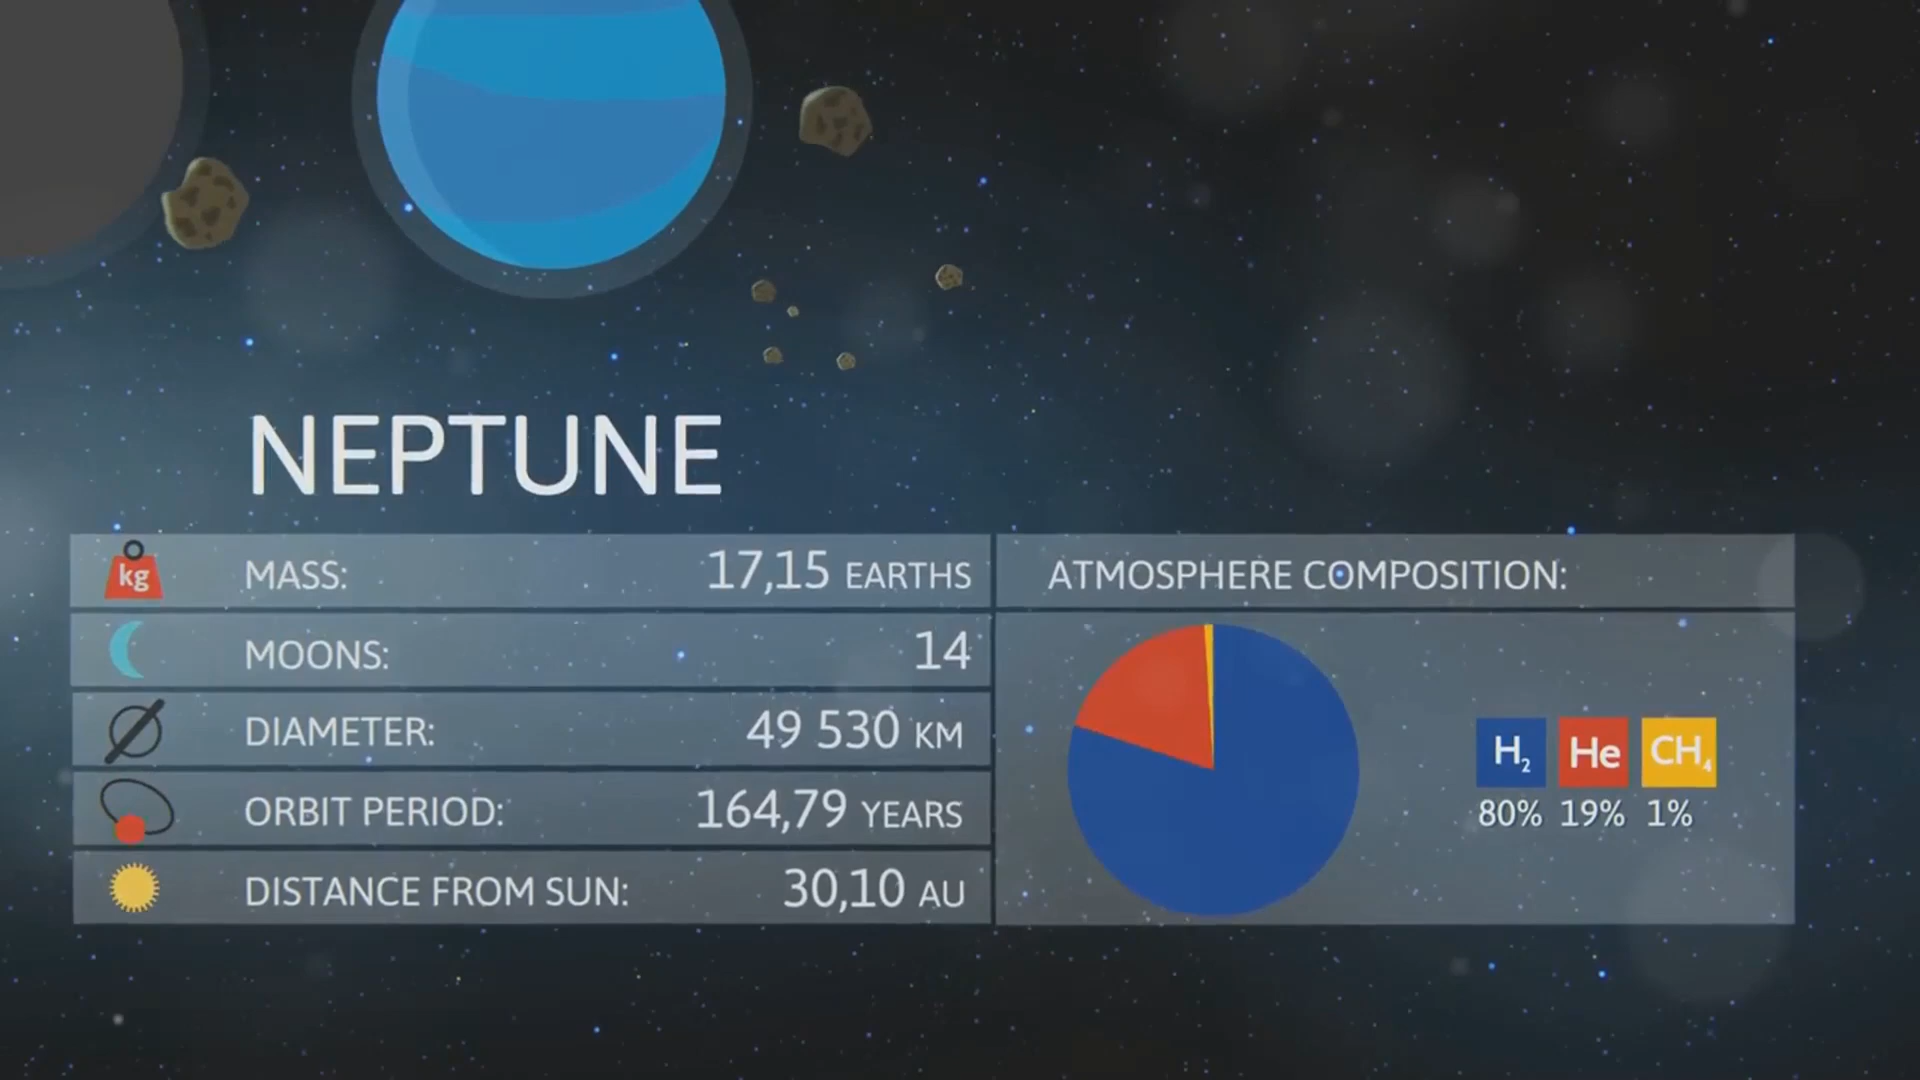 NEPTUNE
kg MASS: 17,15 EARTHS
MOONS: 14
DIAMETER: 49 530 KM
ORBIT PERIOD: 164,79 YEARS
DISTANCE FROM SUN: 30,10 AU
ATMOSPHERE COMPOSITION:
H₂ He CH₄
80% 19% 1%